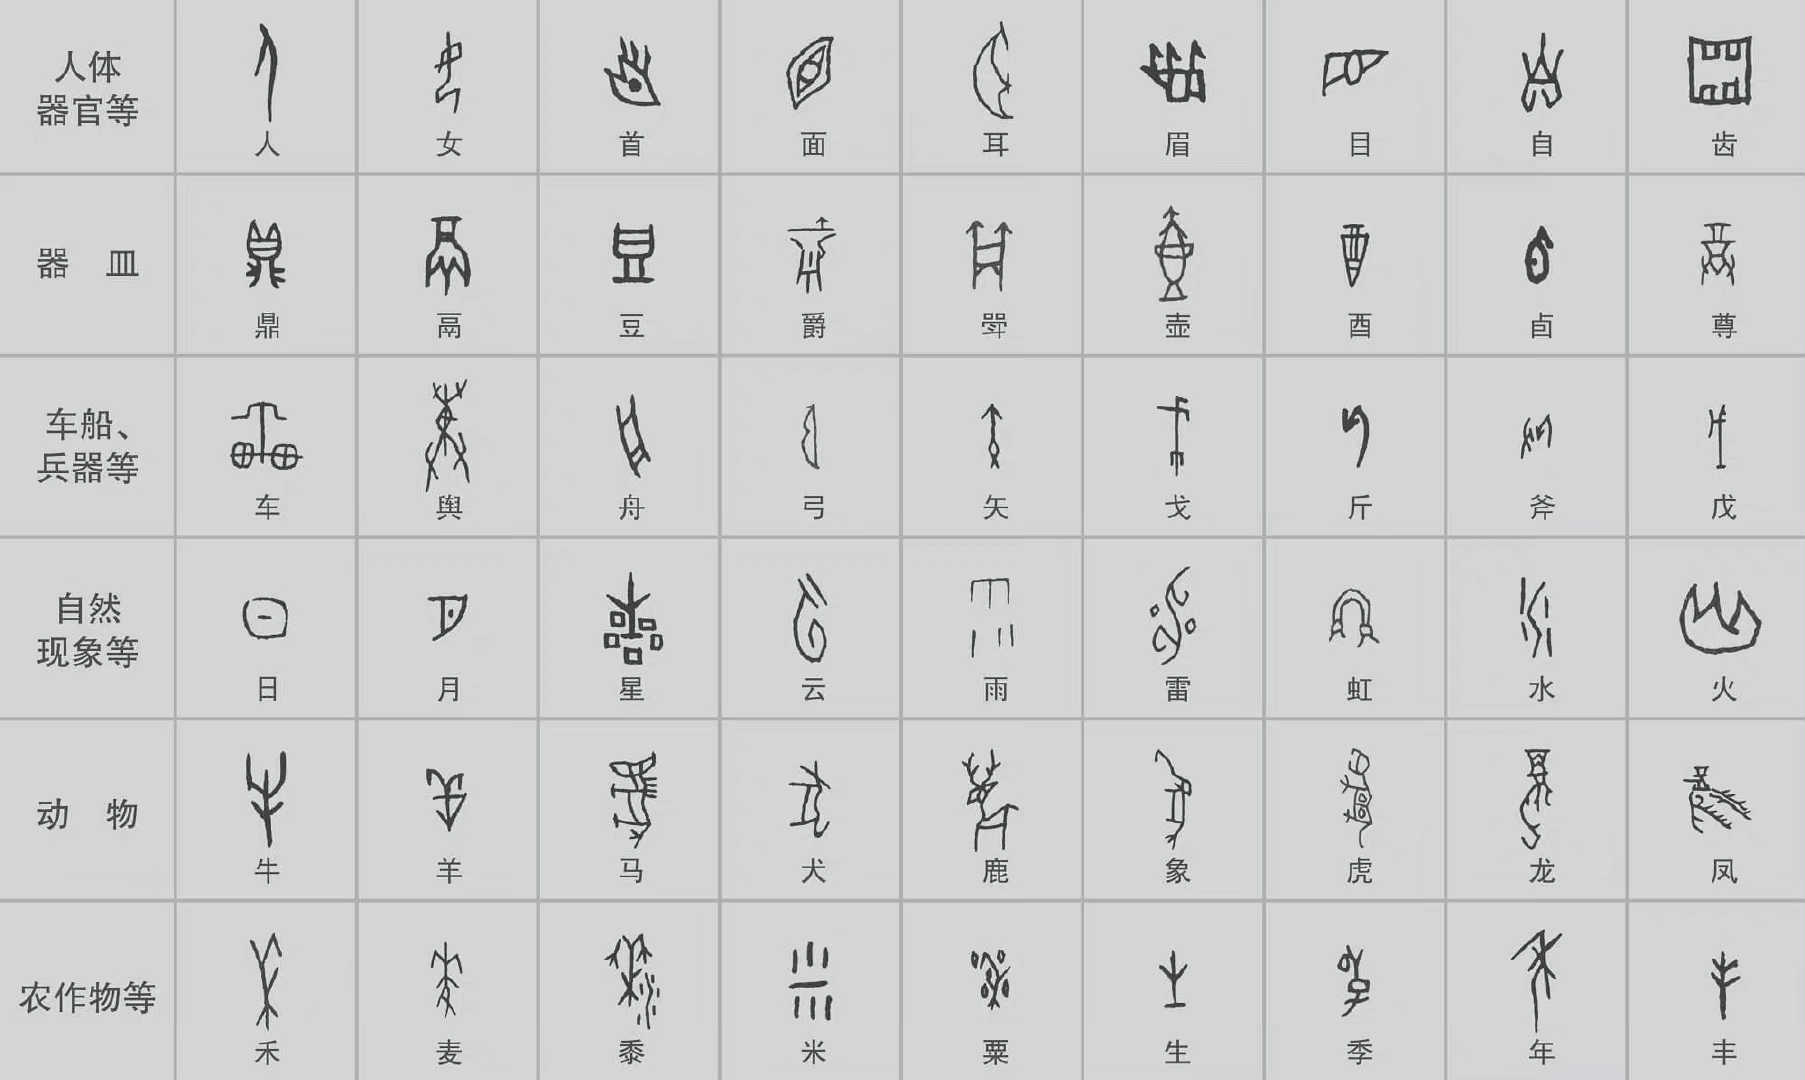 人体
器官等
人 女 首 面 耳 眉 目 自 齿
器 皿
鼎 鬲 豆 爵 斝 壶 酉 卣 尊
车船、
兵器等
车 舆 舟 弓 矢 戈 斤 斧 戊
自然
现象等
日 月 星 云 雨 雷 虹 水 火
动 物
牛 羊 马 犬 鹿 象 虎 龙 凤
农作物等
禾 麦 黍 米 粟 生 季 年 丰